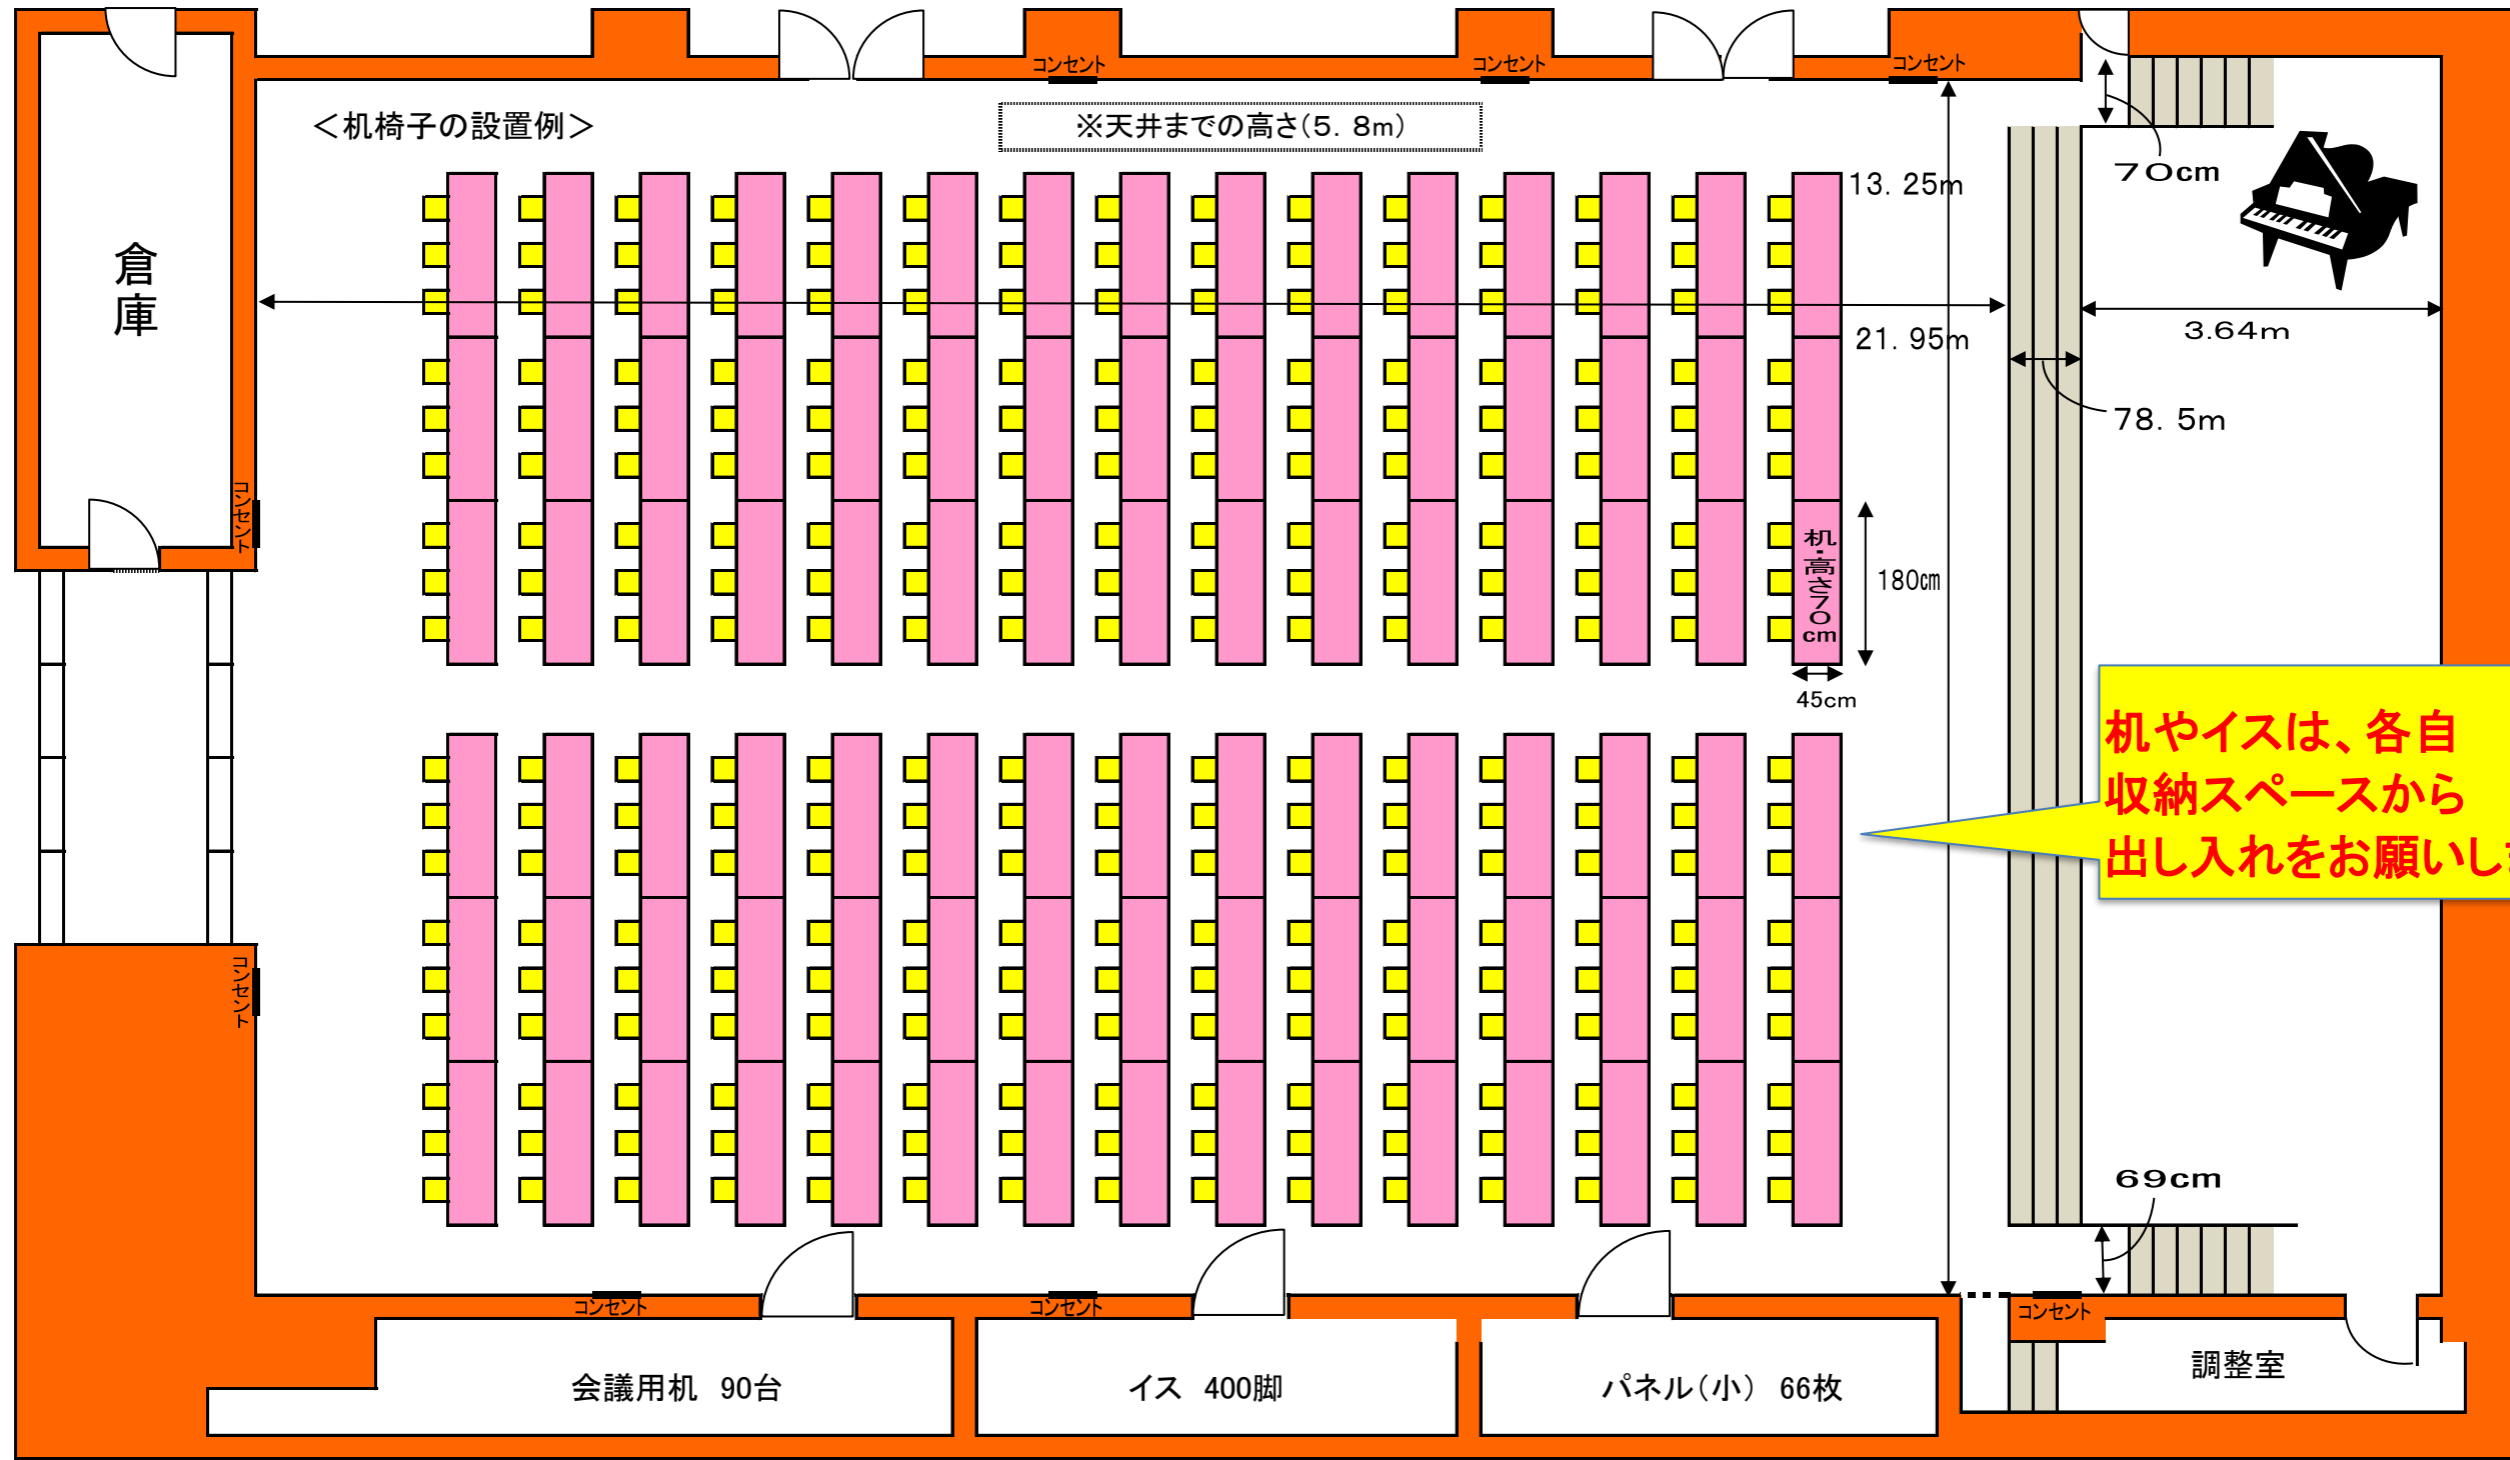 コンセント
コンセント
コンセント
＜机椅子の設置例＞
※天井までの高さ(5．8m)
70cm
13．25m
倉庫
21．95m
3.64m
78．5m
コンセント
机・高さ70cm
180㎝
45cm
机やイスは、各自
収納スペースから
出し入れをお願いし
コンセント
69cm
コンセント
コンセント
コンセント
会議用机　90台
イス　400脚
パネル（小）　66枚
調整室